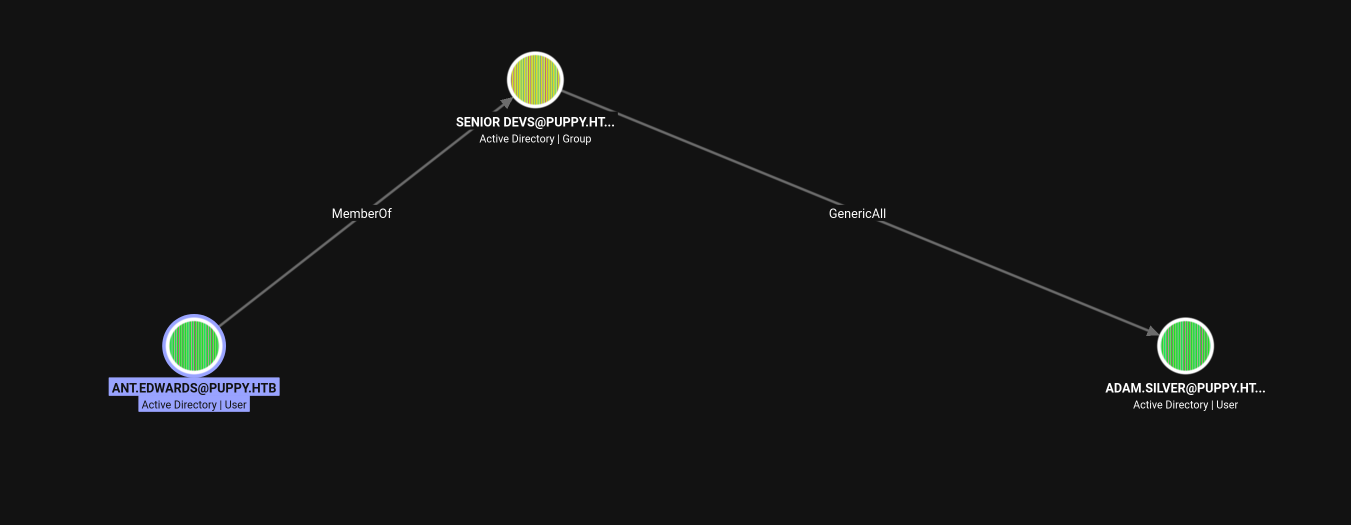 SENIOR DEVS@PUPPY.HT...
Active Directory | Group
MemberOf
GenericAll
ANT.EDWARDS@PUPPY.HTB
Active Directory | User
ADAM.SILVER@PUPPY.HT...
Active Directory | User